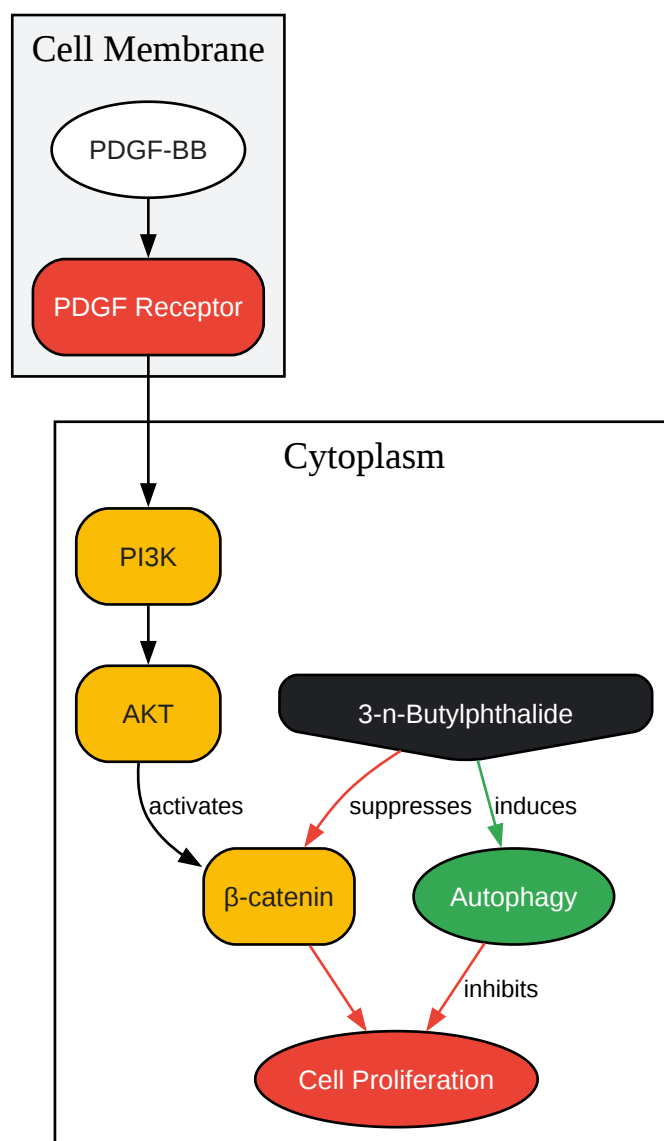 Cell Membrane
PDGF-BB
PDGF Receptor
Cytoplasm
PI3K
AKT
3-n-Butylphthalide
activates
suppresses
induces
β-catenin
Autophagy
inhibits
Cell Proliferation